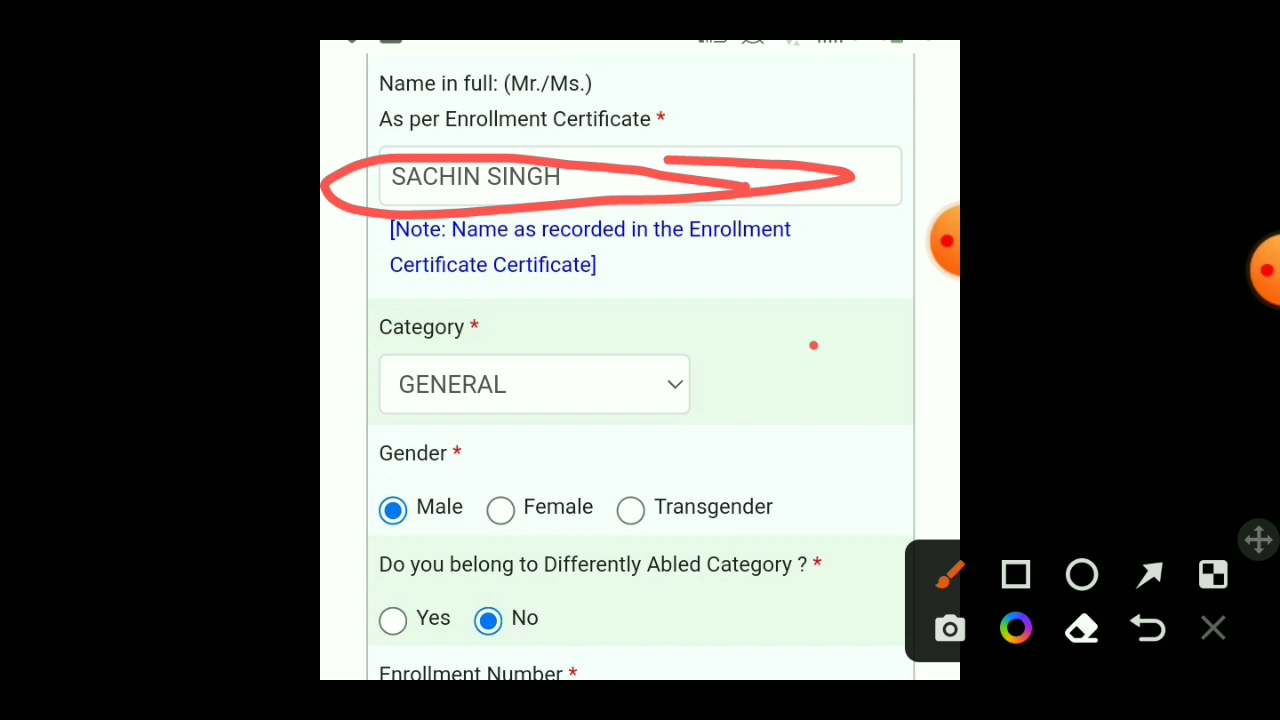 Name in full: (Mr./Ms.)
As per Enrollment Certificate *
SACHIN SINGH
[Note: Name as recorded in the Enrollment
Certificate Certificate]
Category *
GENERAL
Gender *
Male Female Transgender
Do you belong to Differently Abled Category ? *
Yes No
Enrollment Number *